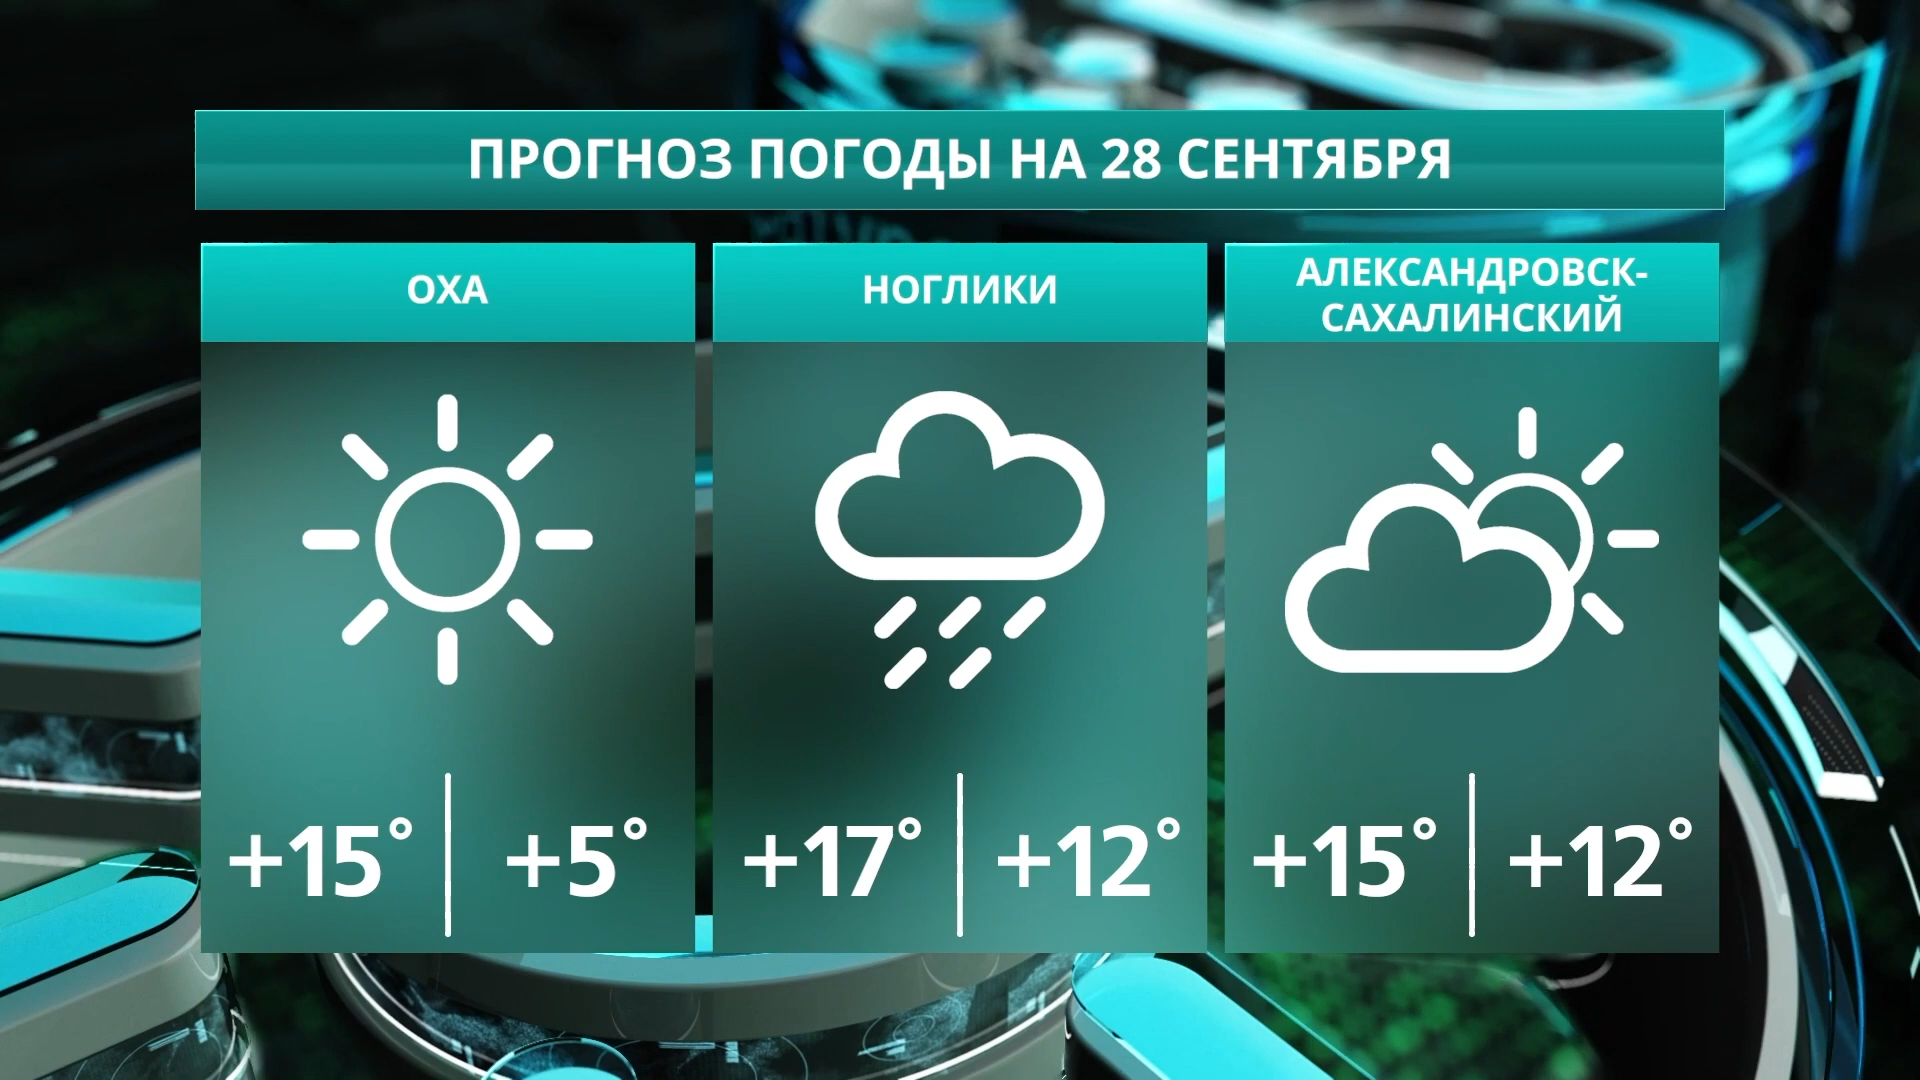 ПРОГНОЗ ПОГОДЫ НА 28 СЕНТЯБРЯ
ОХА
+15° +5°
НОГЛИКИ
+17° +12°
АЛЕКСАНДРОВСК-
САХАЛИНСКИЙ
+15° +12°